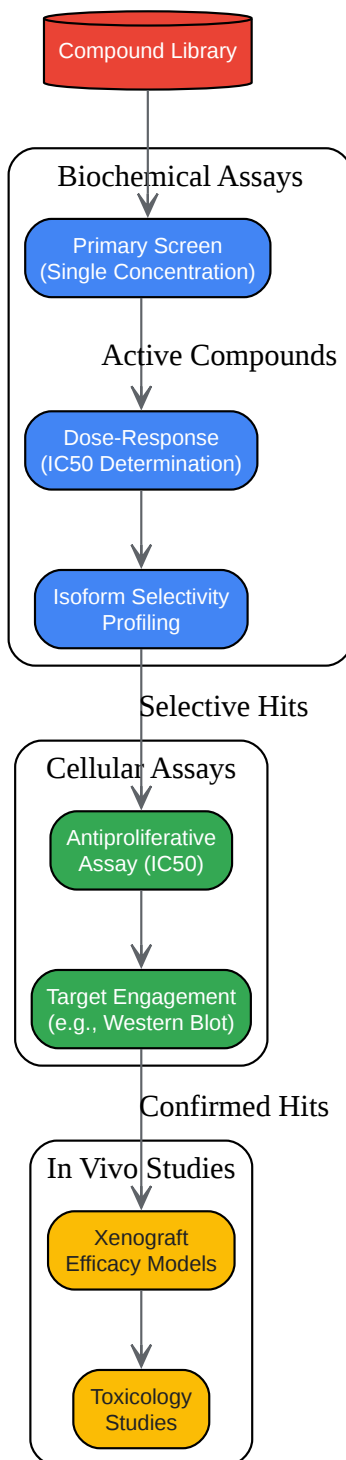 Compound Library
Biochemical Assays
Primary Screen
(Single Concentration)
Active Compounds
Dose-Response
(IC50 Determination)
Isoform Selectivity
Profiling
Selective Hits
Cellular Assays
Antiproliferative
Assay (IC50)
Target Engagement
(e.g., Western Blot)
Confirmed Hits
In Vivo Studies
Xenograft
Efficacy Models
Toxicology
Studies